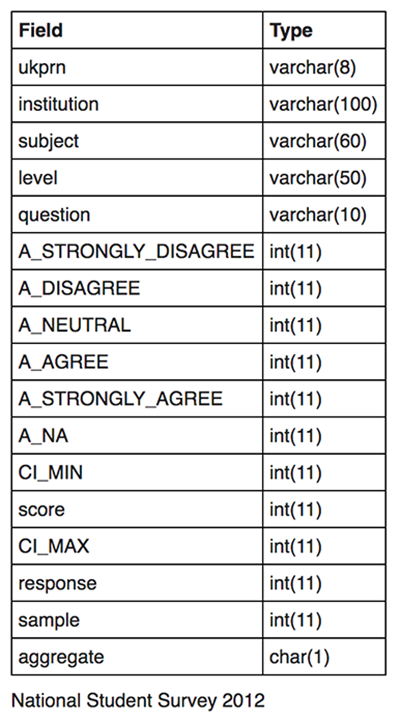 Field Type
ukprn varchar(8)
institution varchar(100)
subject varchar(60)
level varchar(50)
question varchar(10)
A_STRONGLY_DISAGREE int(11)
A_DISAGREE int(11)
A_NEUTRAL int(11)
A_AGREE int(11)
A_STRONGLY_AGREE int(11)
A_NA int(11)
CI_MIN int(11)
score int(11)
CI_MAX int(11)
response int(11)
sample int(11)
aggregate char(1)
National Student Survey 2012